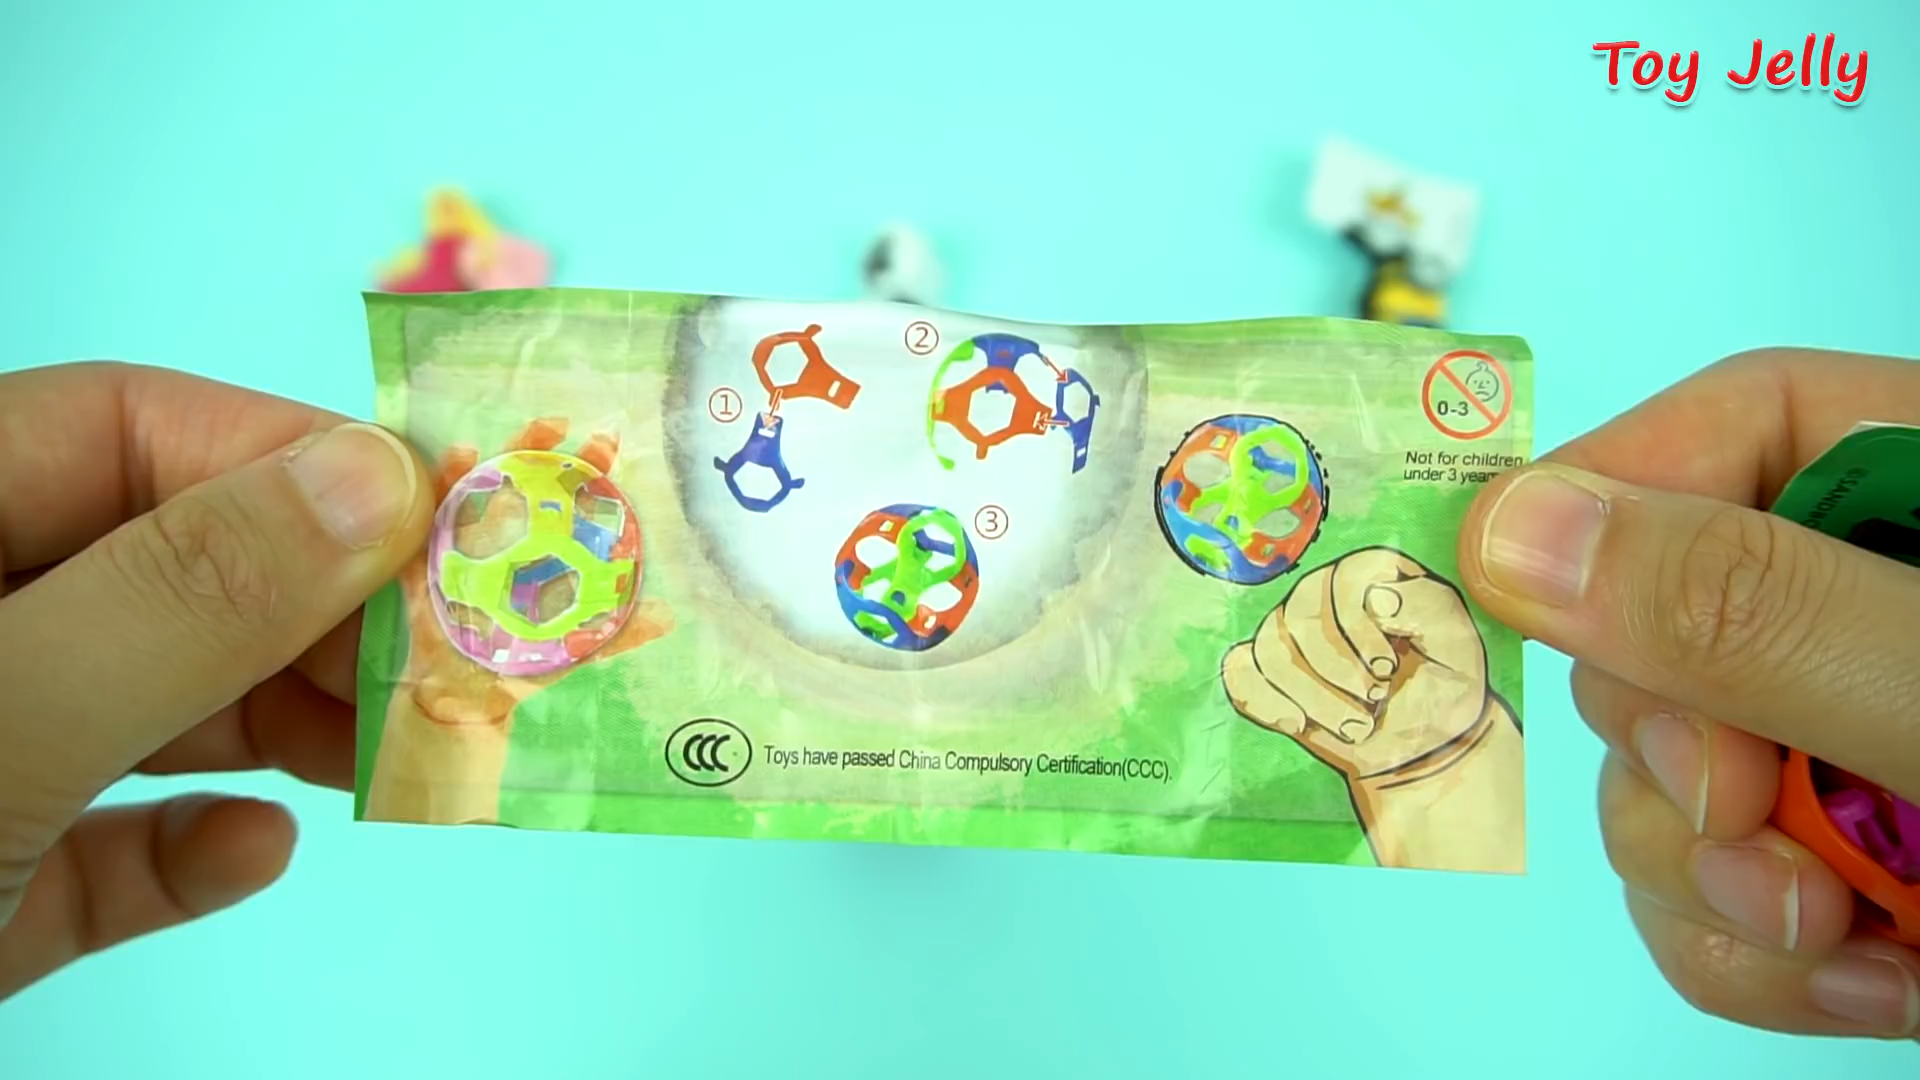 Toy Jelly
①
②
③
0-3
Not for children
under 3
CCC
Toys have passed China Compulsory Certification(CCC).